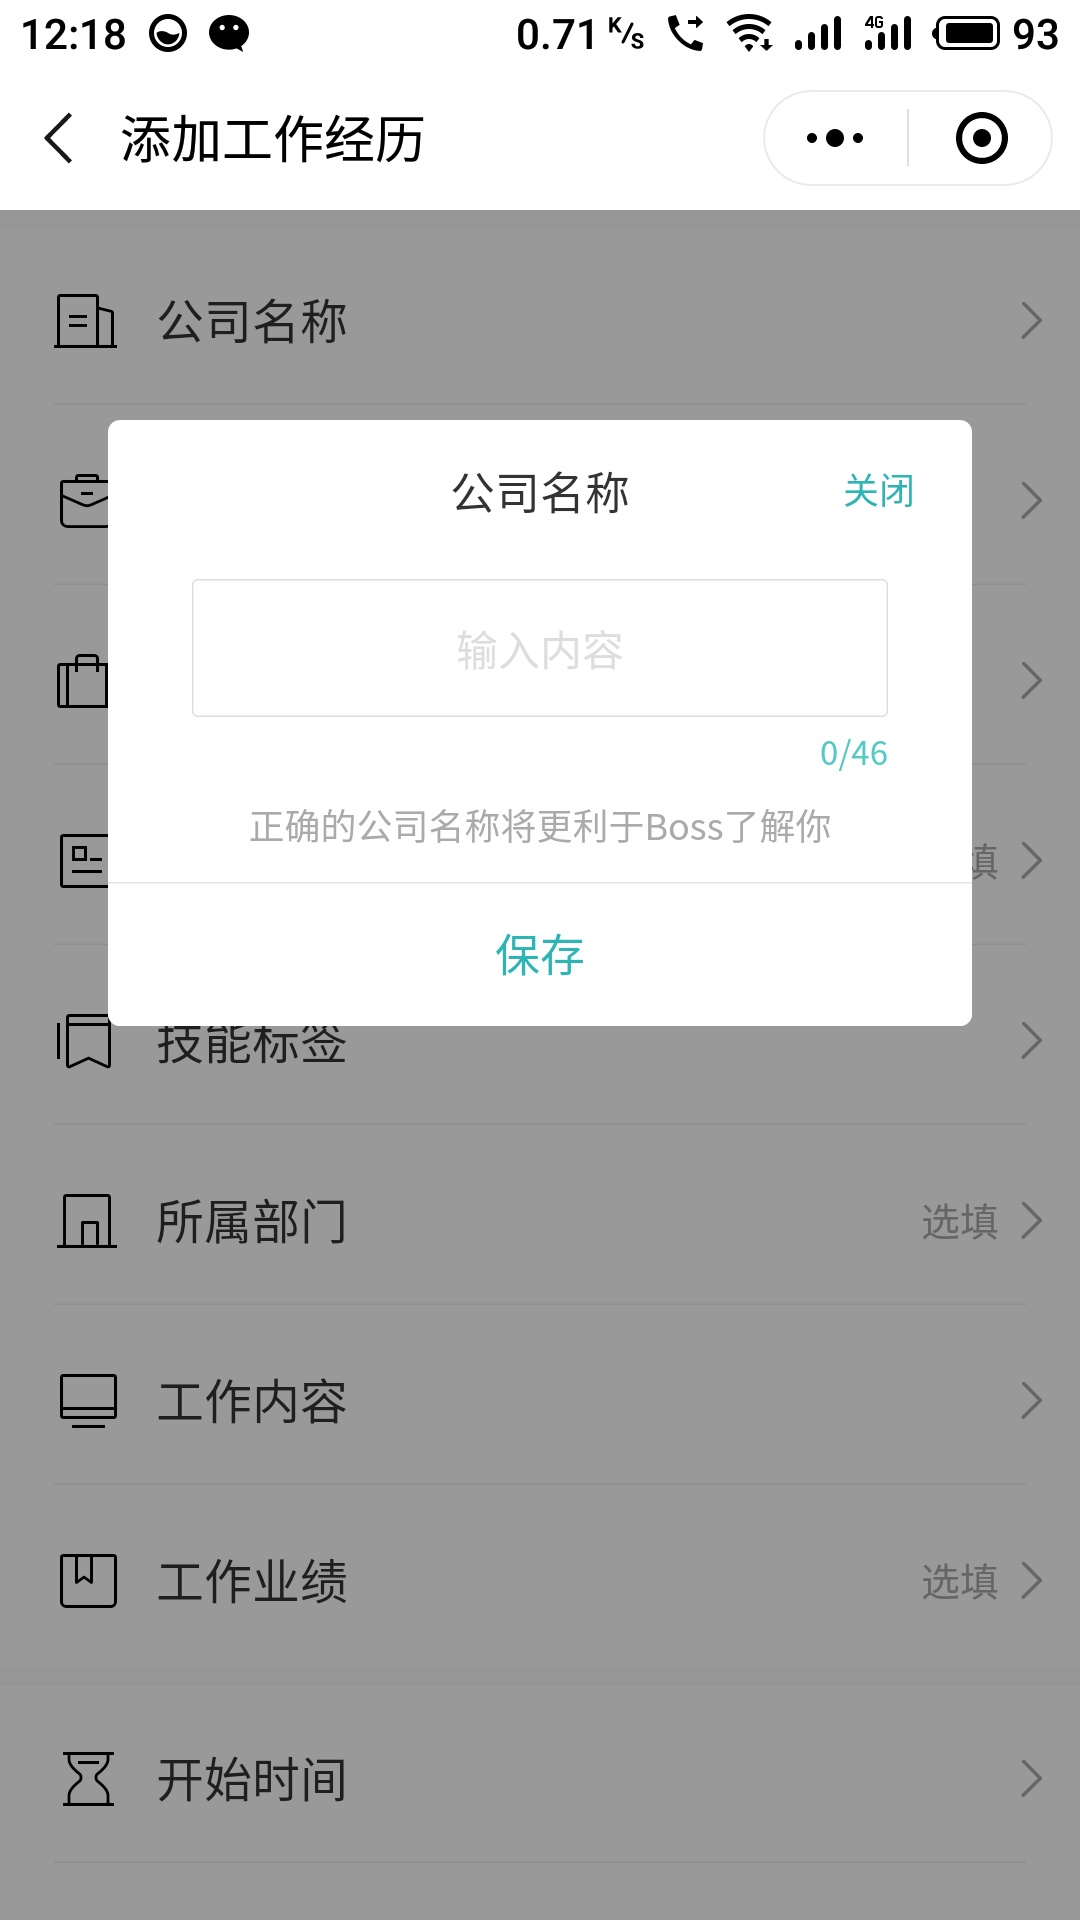 12:18 0.71 K/s 4G 93
添加工作经历
公司名称
公司名称 关闭
输入内容
0/46
正确的公司名称将更利于Boss了解你
填
保存
技能标签
所属部门 选填
工作内容
工作业绩 选填
开始时间